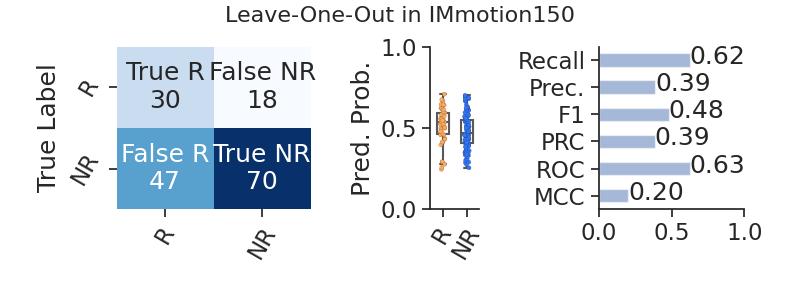 Leave-One-Out in IMmotion150
True Label
R
NR
True R
30
False NR
18
False R
47
True NR
70
R
NR
Pred. Prob.
1.0
0.5
0.0
R
NR
Recall
0.62
Prec.
0.39
F1
0.48
PRC
0.39
ROC
0.63
MCC
0.20
0.0
0.5
1.0